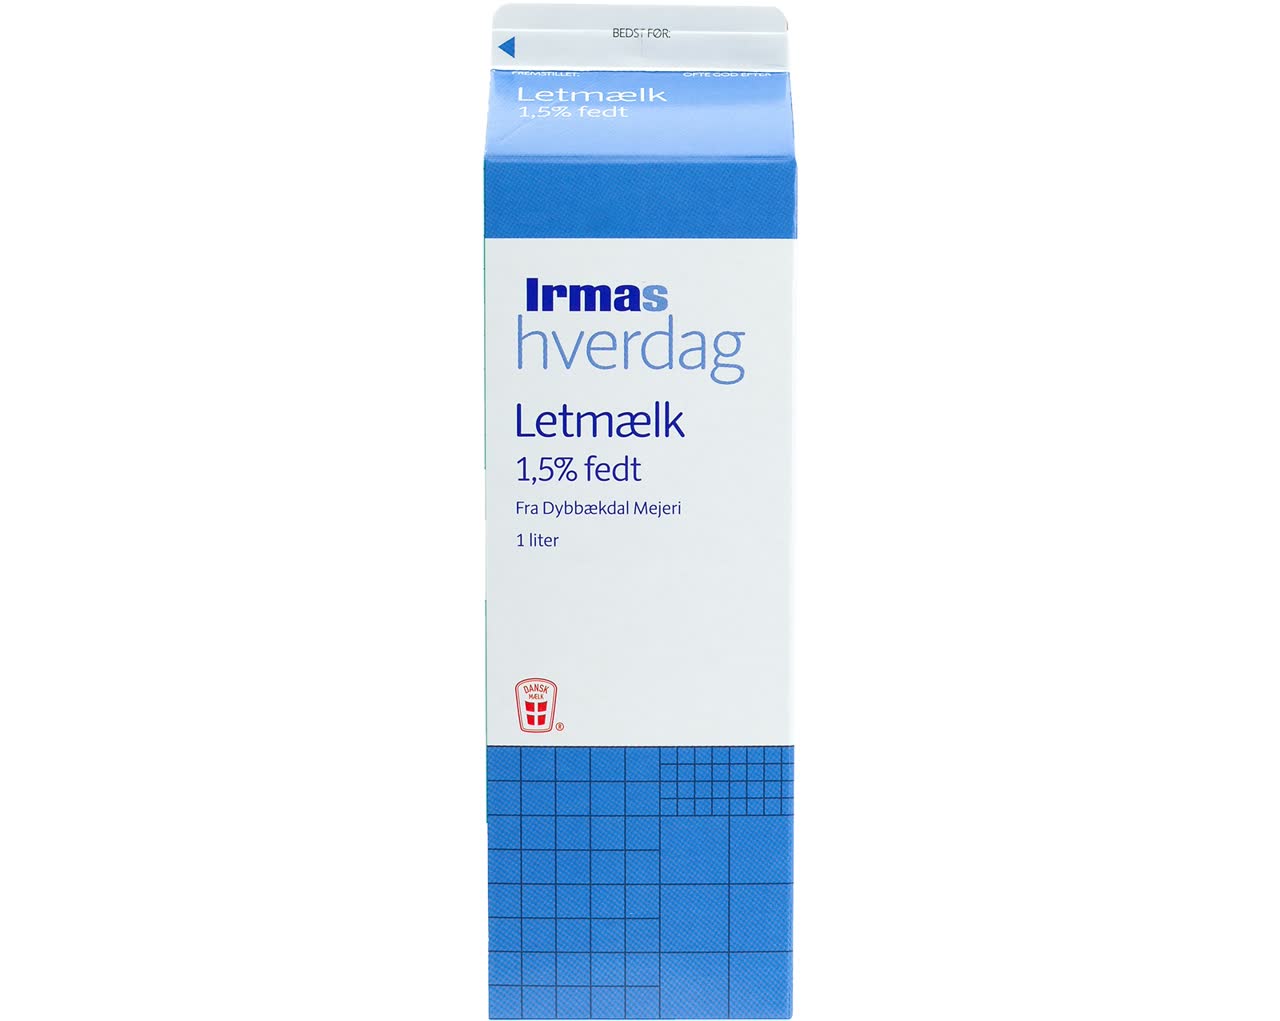 BEDST FØR:
FREMSTILLET: OFTE GOD EFTER
Letmælk
1,5% fedt
Irmas
hverdag
Letmælk
1,5% fedt
Fra Dybbækdal Mejeri
1 liter
DANSK
MÆLK
®